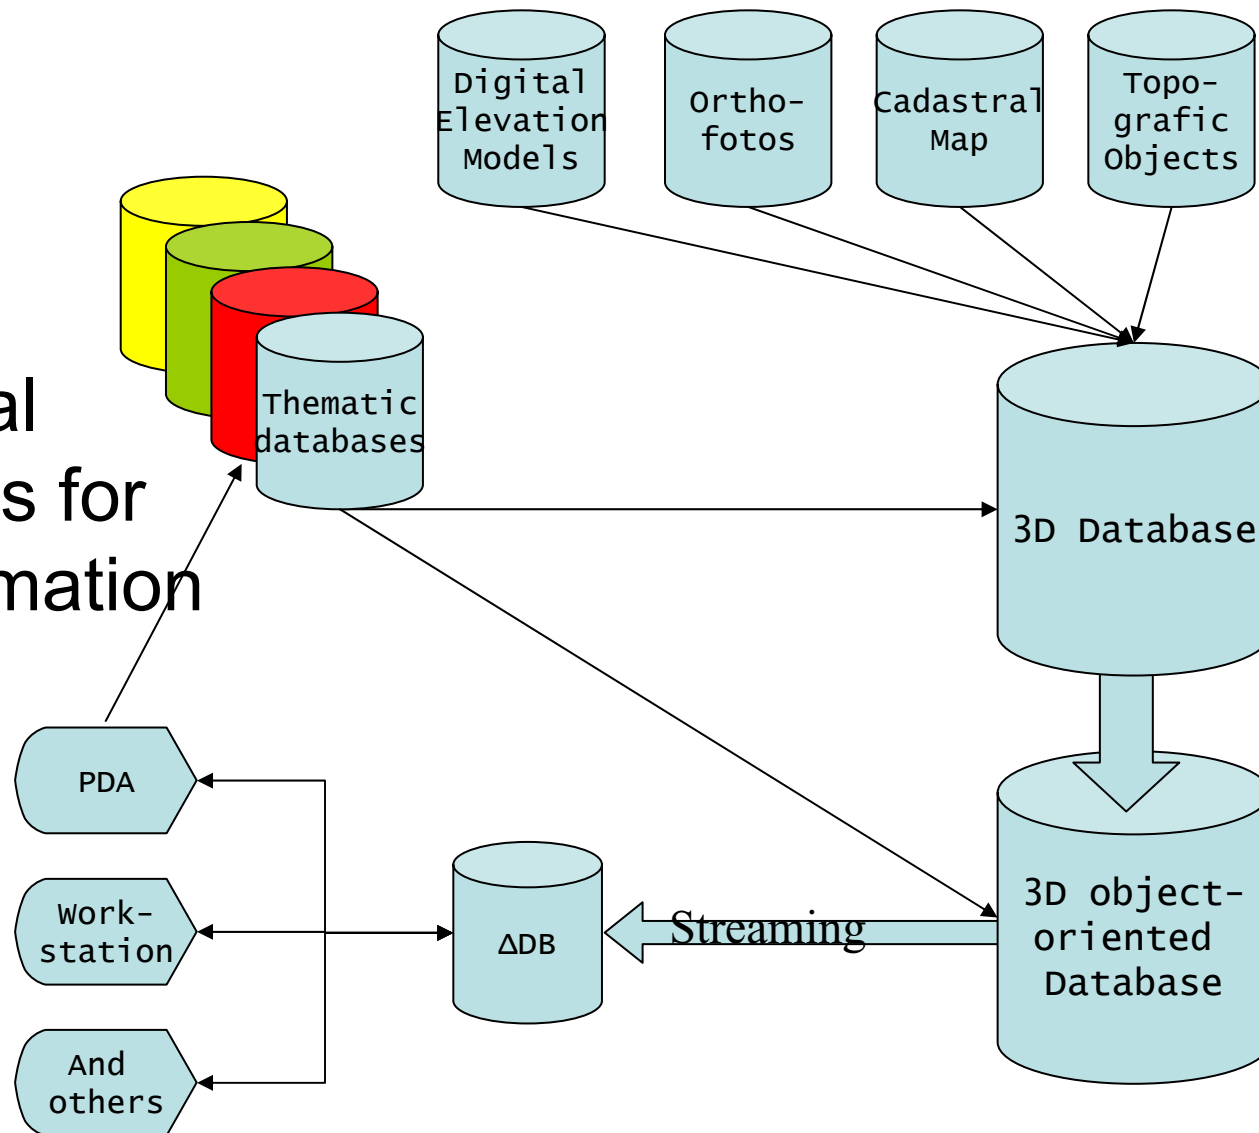 Digital
Elevation
Models
Ortho-
fotos
Cadastral
Map
Topo-
grafic
Objects
Thematic
databases
al
s for
mation
3D Database
PDA
Work-
station
And
others
ΔDB
Streaming
3D object-
oriented
Database